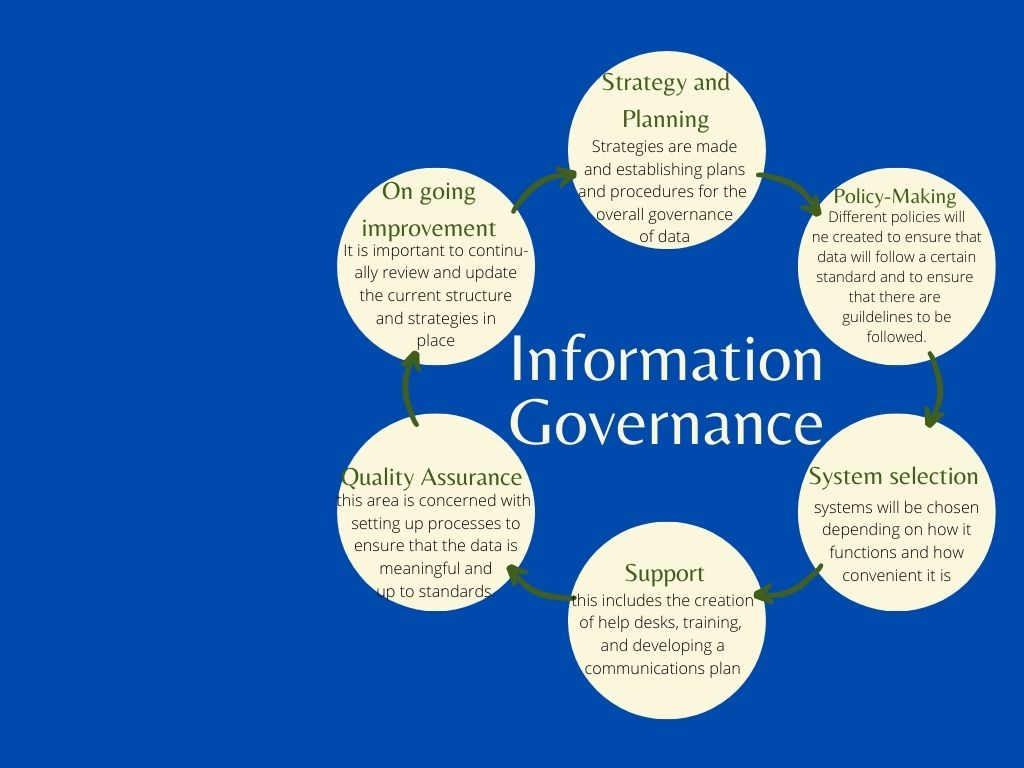 Strategy and
Planning
Strategies are made
and establishing plans
and procedures for the
overall governance
of data
Policy-Making
Different policies will
ne created to ensure that
data will follow a certain
standard and to ensure
that there are
guildelines to be
followed.
System selection
systems will be chosen
depending on how it
functions and how
convenient it is
Support
this includes the creation
of help desks, training,
and developing a
communications plan
Quality Assurance
this area is concerned with
setting up processes to
ensure that the data is
meaningful and
up to standards.
On going
improvement
It is important to continu-
ally review and update
the current structure
and strategies in
place
Information
Governance